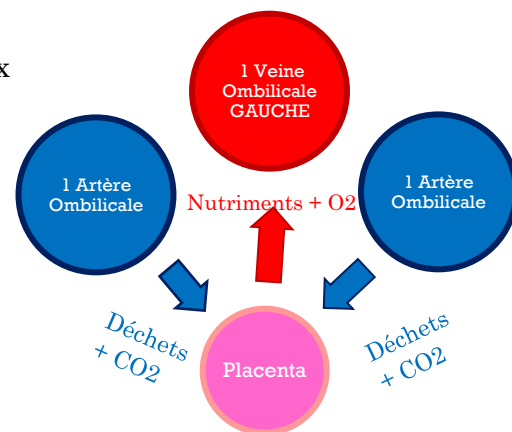 x
1 Veine
Ombilicale
GAUCHE
1 Artère
Ombilicale
1 Artère
Ombilicale
Nutriments + O2
Déchets
+ CO2
Déchets
+ CO2
Placenta